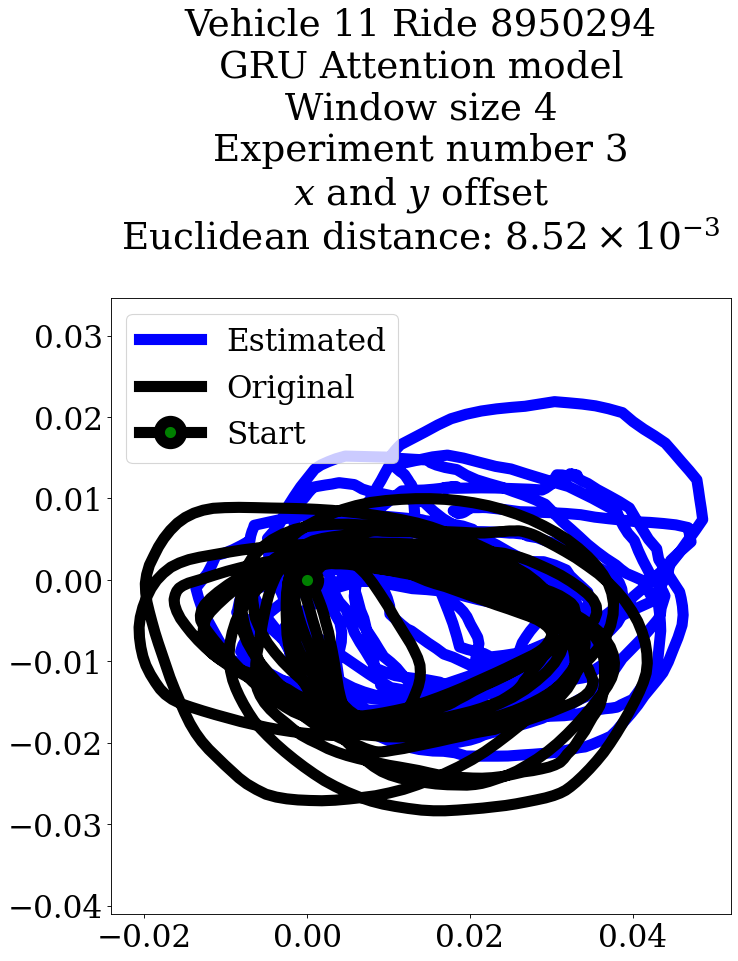 Vehicle 11 Ride 8950294
GRU Attention model
Window size 4
Experiment number 3
x and y offset
Euclidean distance: 8.52 × 10⁻³
Estimated
Original
Start
0.03
0.02
0.01
0.00
−0.01
−0.02
−0.03
−0.04
−0.02 0.00 0.02 0.04